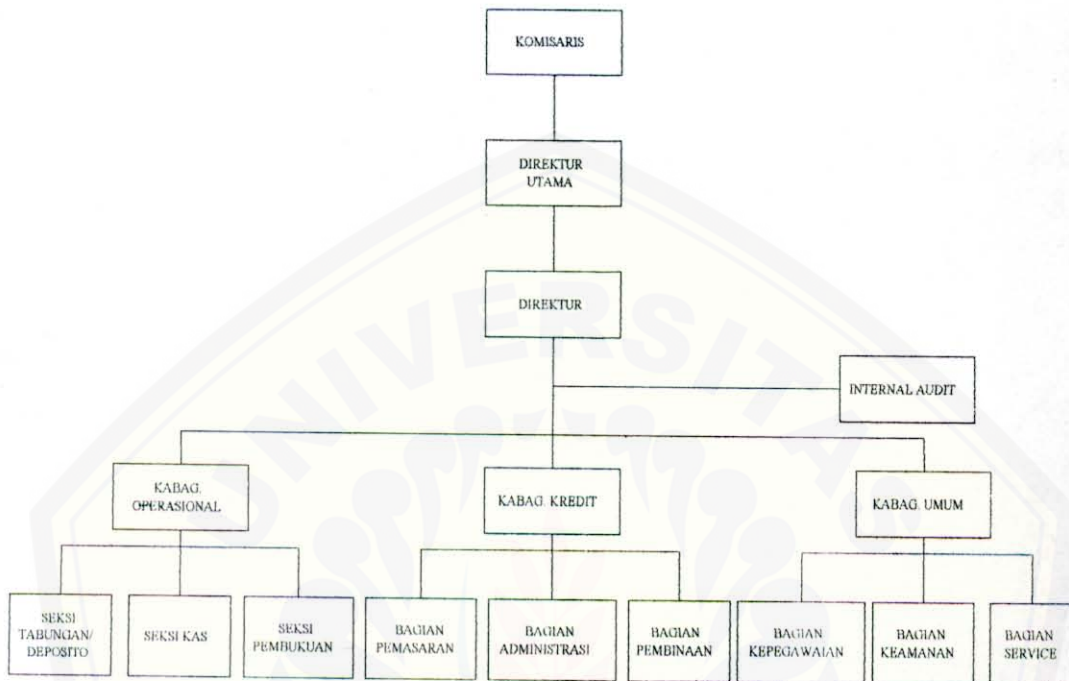 KOMISARIS
DIREKTUR
UTAMA
DIREKTUR
INTERNAL AUDIT
KABAG.
OPERASIONAL
KABAG. KREDIT
KABAG. UMUM
SEKSI
TABUNGAN/
DEPOSITO
SEKSI KAS
SEKSI
PEMBUKUAN
BAGIAN
PEMASARAN
BAGIAN
ADMINISTRASI
BAGIAN
PEMBINAAN
BAGIAN
KEPEGAWAIAN
BAGIAN
KEAMANAN
BAGIAN
SERVICE
UNIVERSITAS